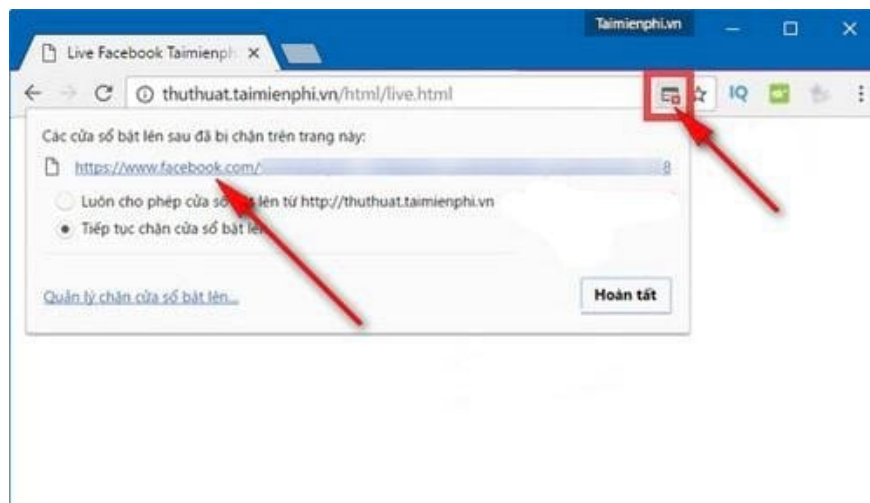 Taimienphi.vn
Live Facebook Taimienph
thuthuat.taimienphi.vn/html/live.html
IQ
Các cửa sổ bật lên sau đã bị chặn trên trang này:
https://www.facebook.com/ 8
Luôn cho phép cửa sổ lên từ http://thuthuat.taimienphi.vn
Tiếp tục chặn cửa sổ bật lên
Quản lý chặn cửa sổ bật lên...
Hoàn tất